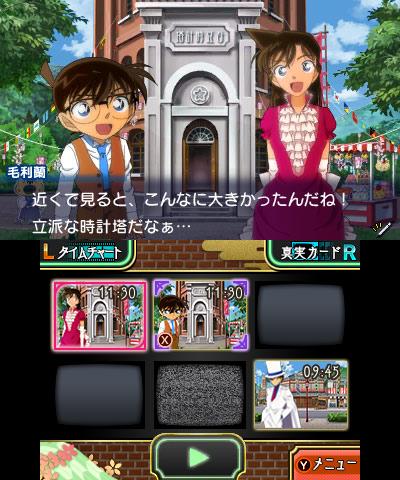 毛利蘭
近くで見ると、こんなに大きかったんだね！
立派な時計塔だなぁ…
L タイムチャート
真実カード R
11:30
11:30
X
09:45
Y メニュー